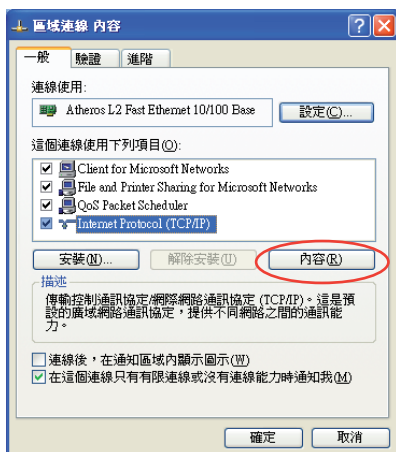 區域連線 內容
一般 驗證 進階
連線使用:
Atheros L2 Fast Ethernet 10/100 Base 設定(C)...
這個連線使用下列項目(O):
Client for Microsoft Networks
File and Printer Sharing for Microsoft Networks
QoS Packet Scheduler
Internet Protocol (TCP/IP)
安裝(N)... 解除安裝(U) 內容(R)
描述
傳輸控制通訊協定/網際網路通訊協定 (TCP/IP)。這是預
設的廣域網路通訊協定，提供不同網路之間的通訊能
力。
連線後，在通知區域內顯示圖示(W)
在這個連線只有有限連線或沒有連線能力時通知我(M)
確定 取消